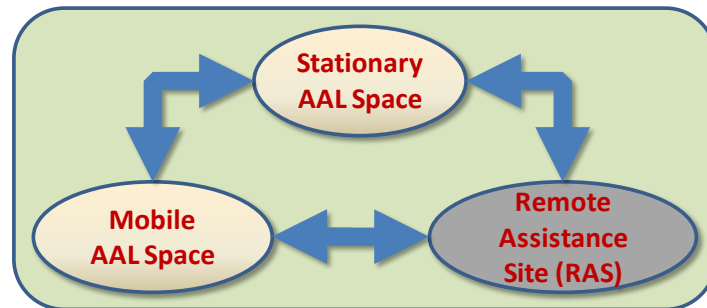 Stationary
AAL Space
Mobile
AAL Space
Remote
Assistance
Site (RAS)